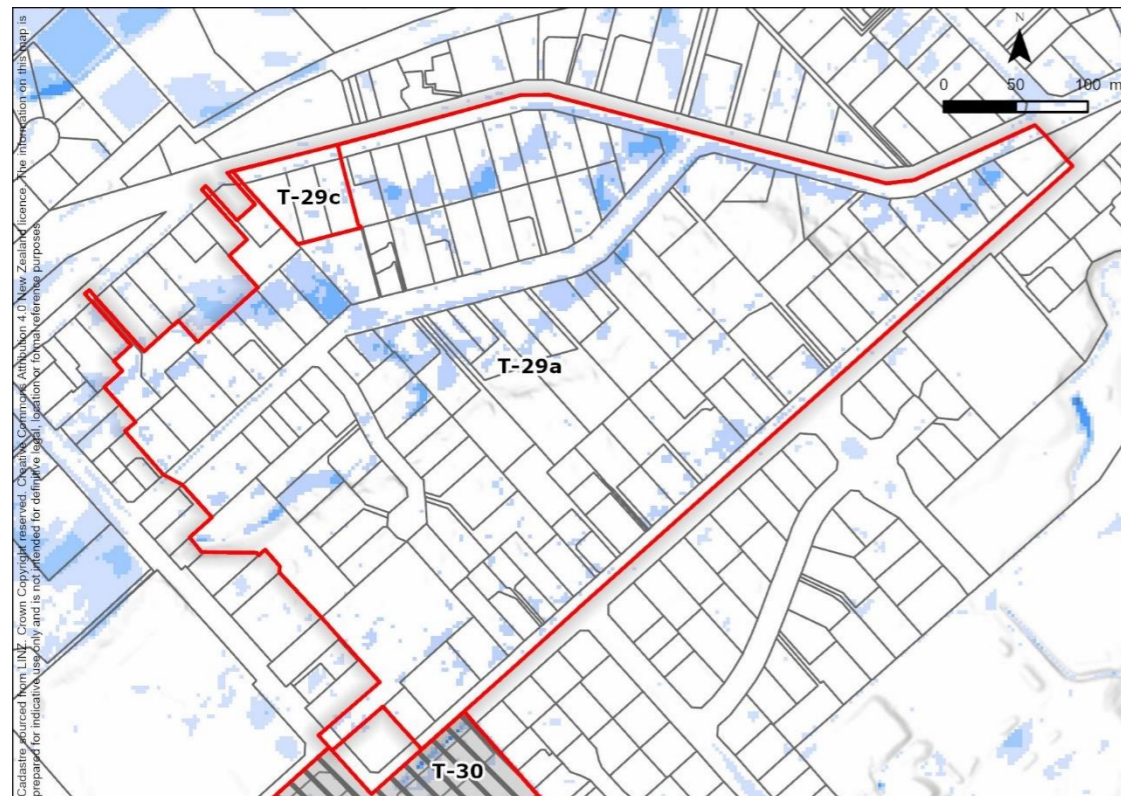 Cadastre sourced from LINZ. Crown Copyright reserved. Creative Commons Attribution 4.0 New Zealand licence. The information on this map is
prepared for indicative use only and is not intended for definitive legal, location or formal reference purposes
N
0 50 100 m
T-29c
T-29a
T-30